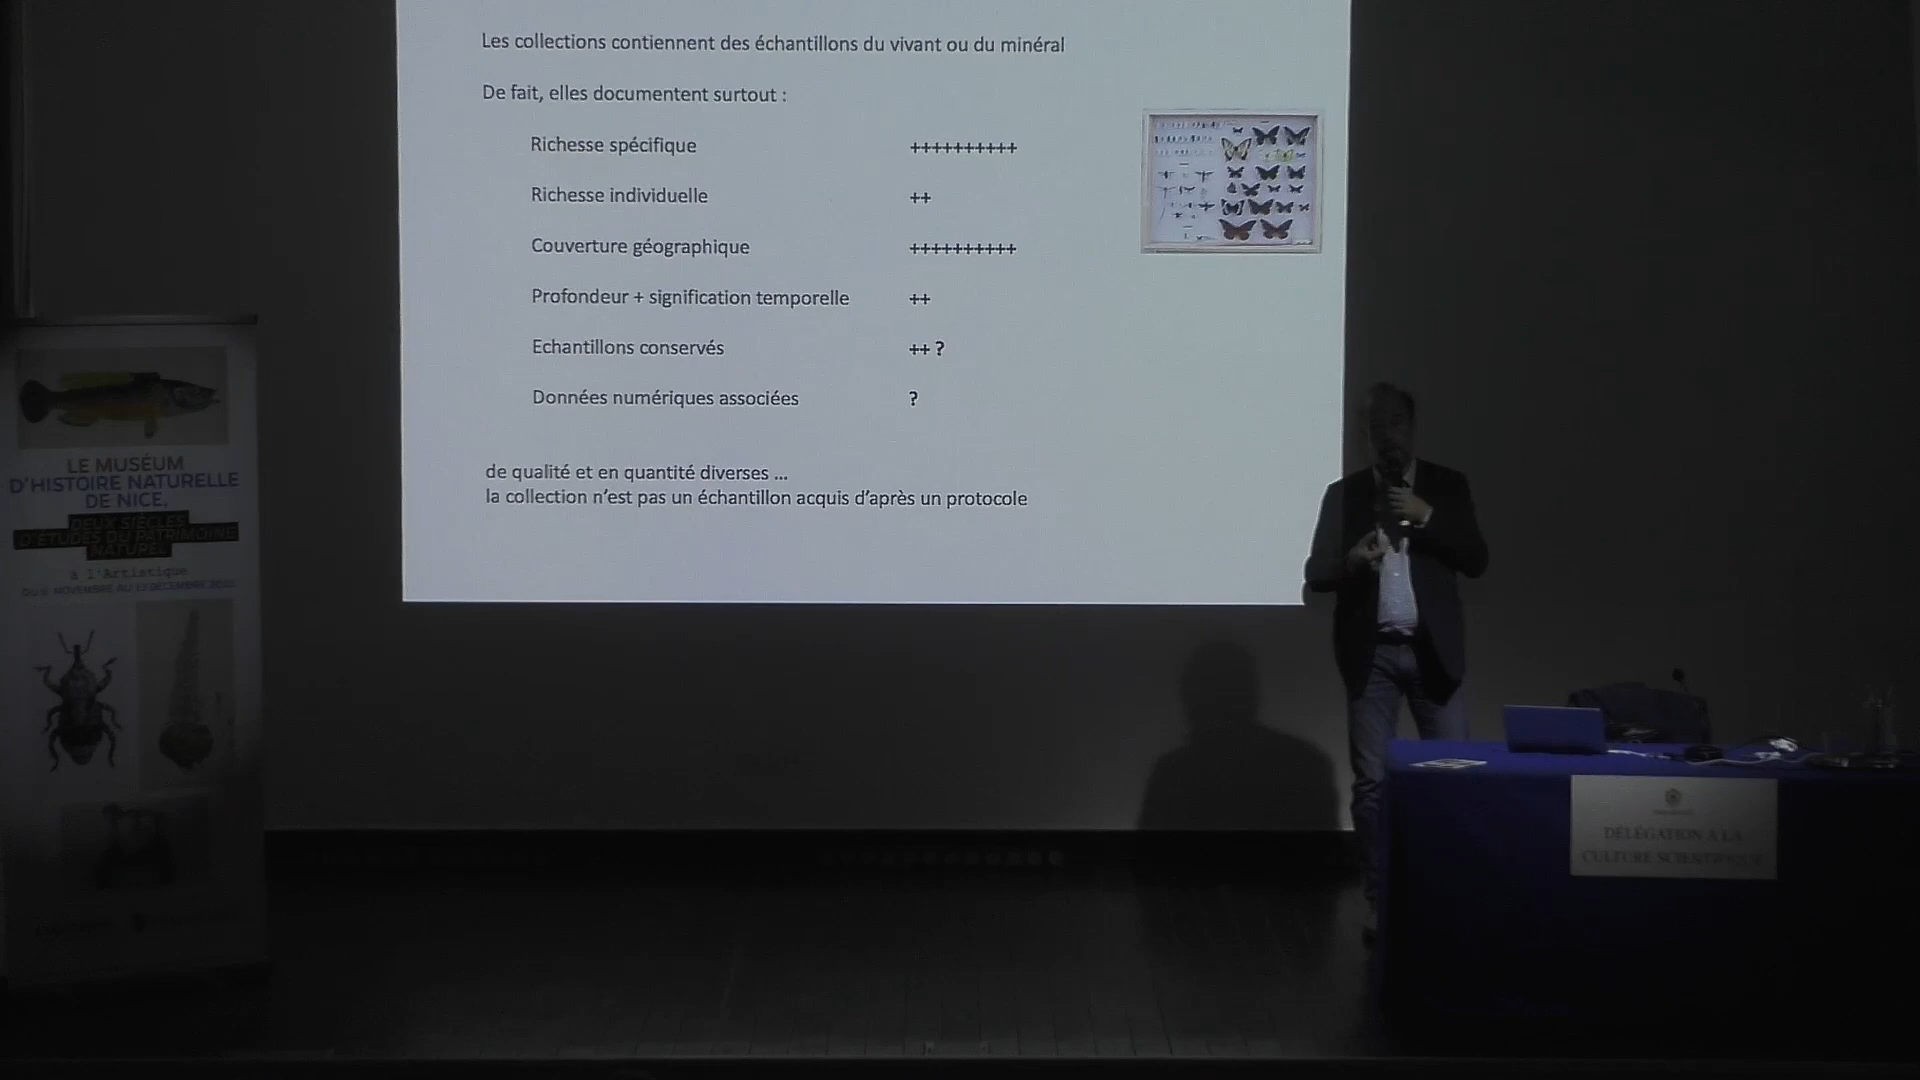 Les collections contiennent des échantillons du vivant ou du minéral
De fait, elles documentent surtout :
Richesse spécifique ++++++++++
Richesse individuelle ++
Couverture géographique ++++++++++
Profondeur + signification temporelle ++
Echantillons conservés ++ ?
Données numériques associées ?
de qualité et en quantité diverses ...
la collection n'est pas un échantillon acquis d'après un protocole
LE MUSÉUM
D'HISTOIRE NATURELLE
DE NICE,
DEUX SIÈCLES
D'ÉTUDES DU PATRIMOINE
NATUREL
à l'Artistique
NOVEMBRE AU DÉCEMBRE
DÉLÉGATION A LA
CULTURE SCIENTIFIQUE